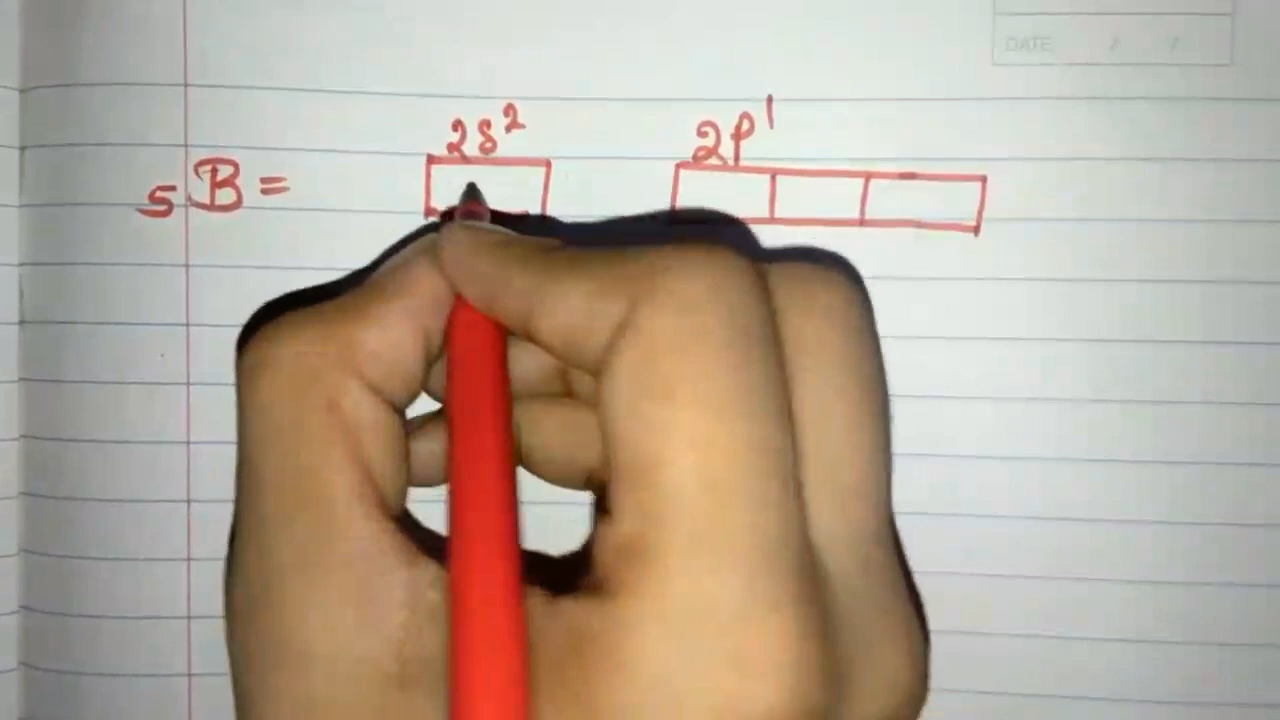 DATE / /
2s² 2p¹
₅B =